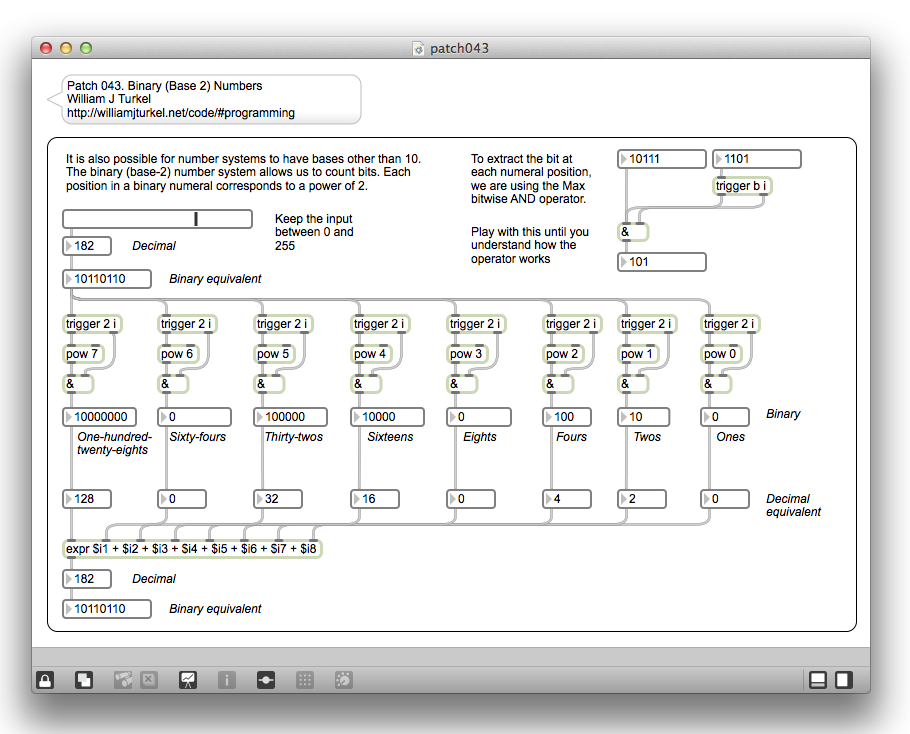 patch043
Patch 043. Binary (Base 2) Numbers
William J Turkel
http://williamjturkel.net/code/#programming
It is also possible for number systems to have bases other than 10.
The binary (base-2) number system allows us to count bits. Each
position in a binary numeral corresponds to a power of 2.
To extract the bit at
each numeral position,
we are using the Max
bitwise AND operator.
Play with this until you
understand how the
operator works
10111
1101
trigger b i
&
101
Keep the input
between 0 and
255
182
Decimal
10110110
Binary equivalent
trigger 2 i trigger 2 i trigger 2 i trigger 2 i trigger 2 i trigger 2 i trigger 2 i trigger 2 i
pow 7 pow 6 pow 5 pow 4 pow 3 pow 2 pow 1 pow 0
& & & & & & & &
10000000 0 100000 10000 0 100 10 0 Binary
One-hundred-
twenty-eights
Sixty-fours
Thirty-twos
Sixteens
Eights
Fours
Twos
Ones
128 0 32 16 0 4 2 0
Decimal
equivalent
expr $i1 + $i2 + $i3 + $i4 + $i5 + $i6 + $i7 + $i8
182
Decimal
10110110
Binary equivalent